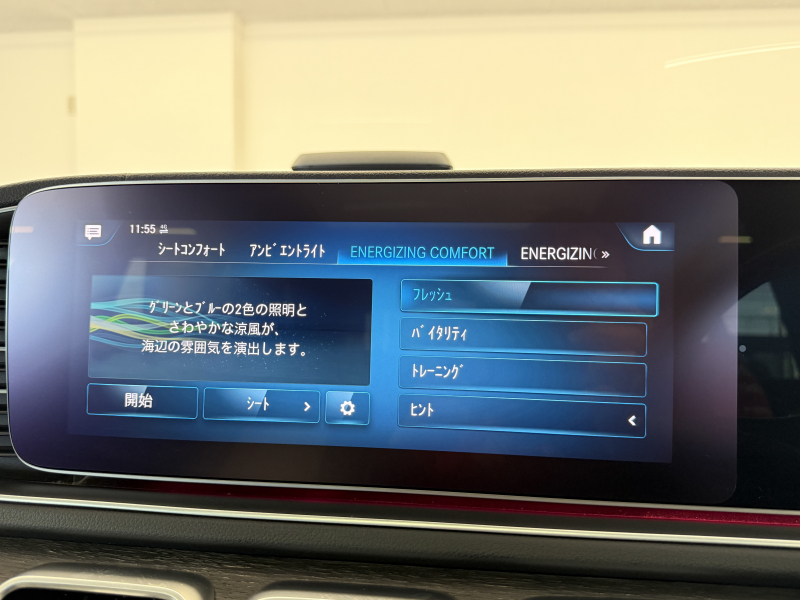 11:55 4G
シートコンフォート アンビエントライト ENERGIZING COMFORT ENERGIZIN
グリーンとブルーの2色の照明と
さわやかな涼風が、
海辺の雰囲気を演出します。
開始 シート
フレッシュ
バイタリティ
トレーニング
ヒント